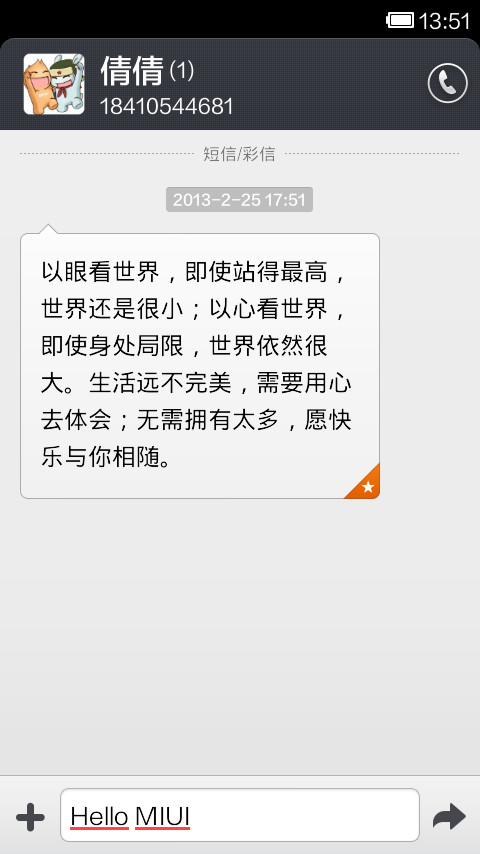 13:51
倩倩 (1)
18410544681
短信/彩信
2013-2-25 17:51
以眼看世界，即使站得最高，
世界还是很小；以心看世界，
即使身处局限，世界依然很
大。生活远不完美，需要用心
去体会；无需拥有太多，愿快
乐与你相随。
Hello MIUI